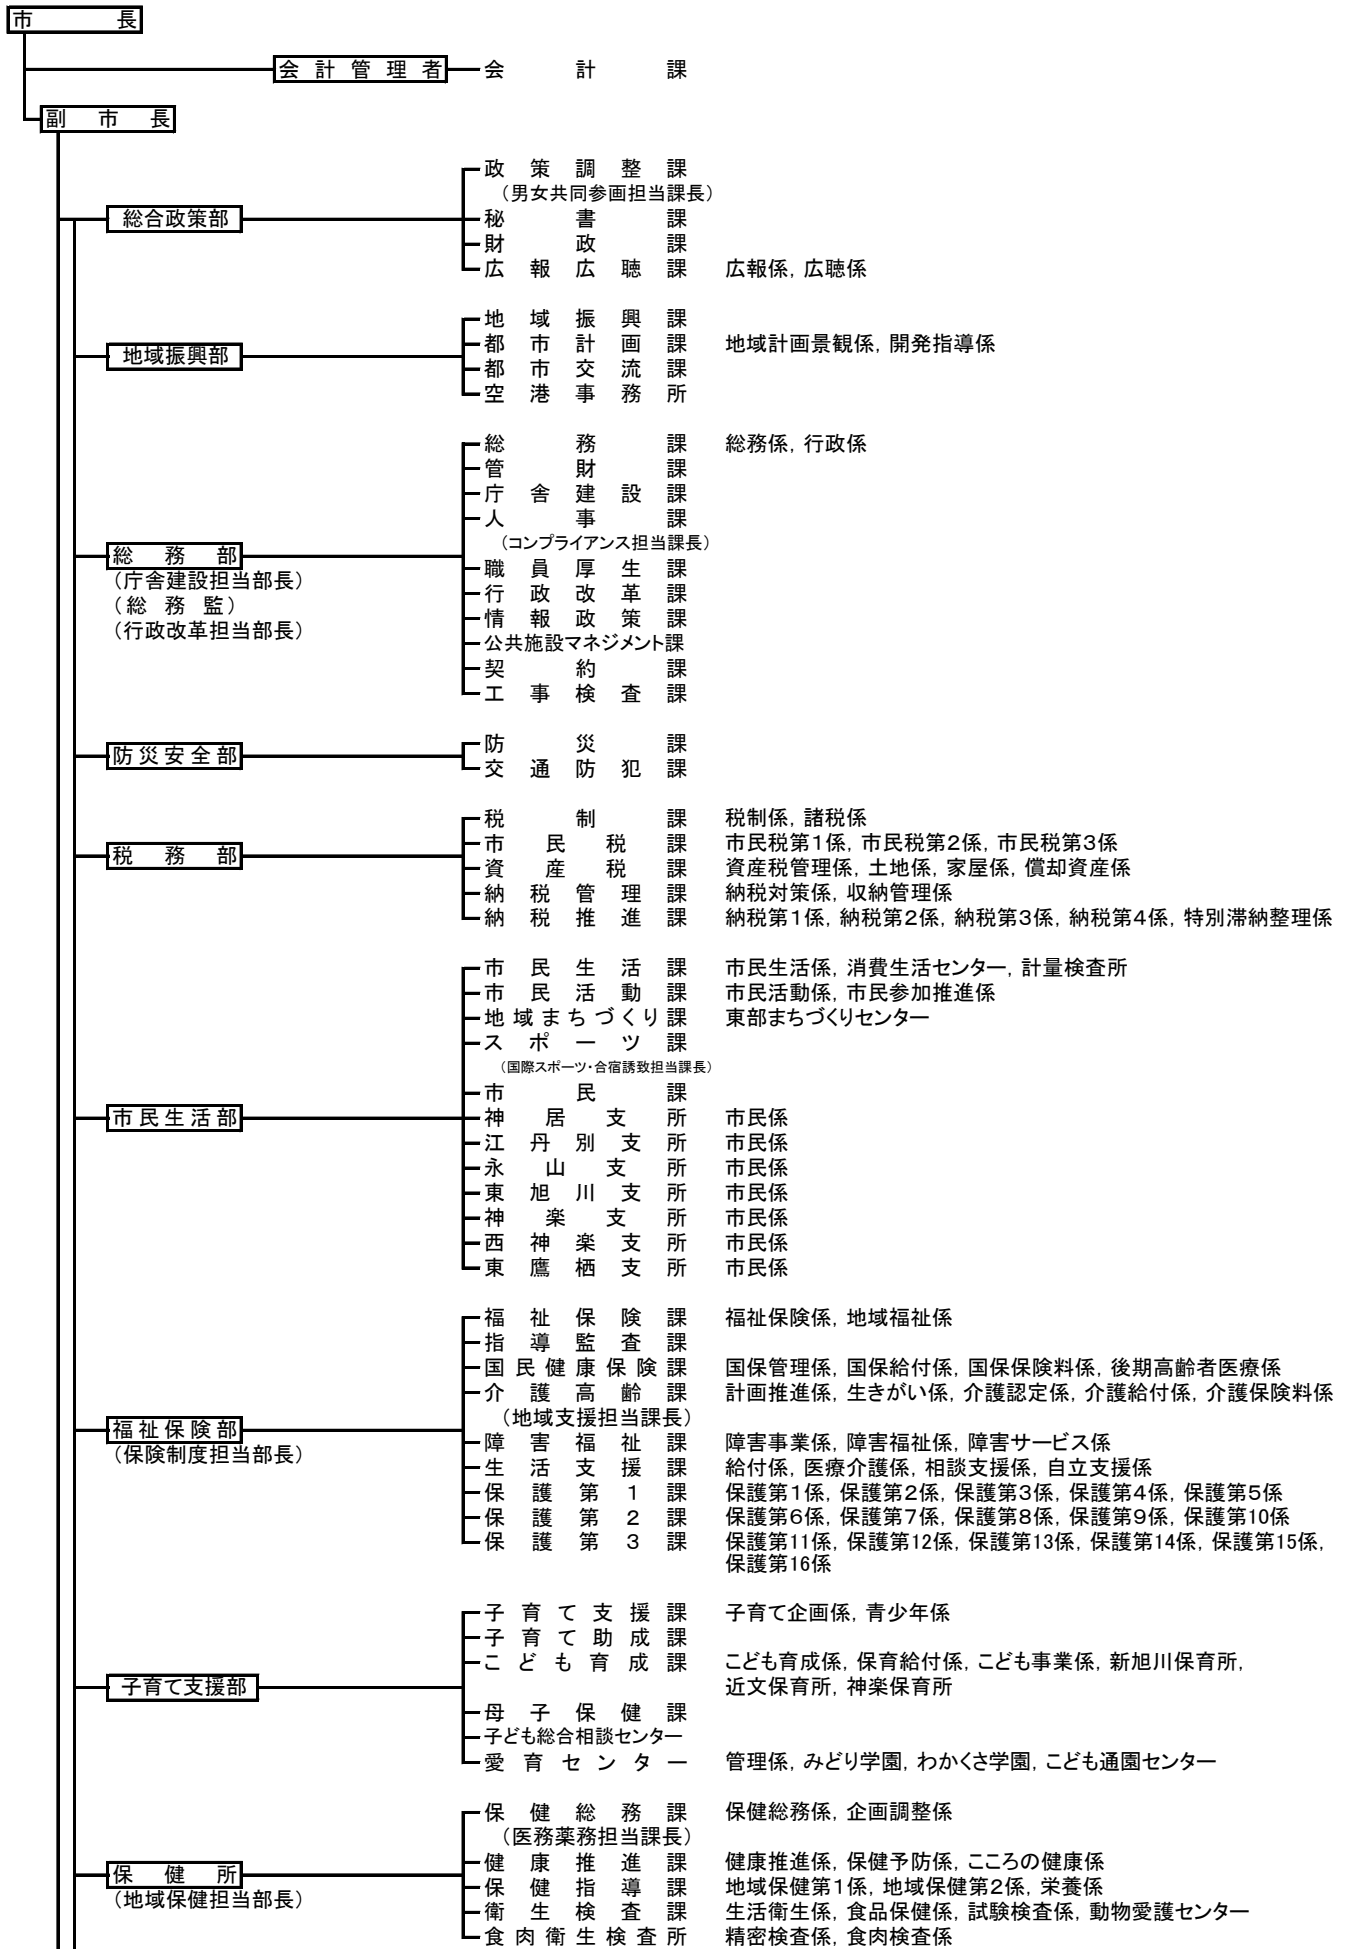 市長
会計管理者 会計課
副市長
政策調整課
（男女共同参画担当課長）
総合政策部 秘書課
財政課
広報広聴課 広報係, 広聴係
地域振興課
都市計画課 地域計画景観係, 開発指導係
地域振興部
都市交流課
空港事務所
総務課 総務係, 行政係
管財課
庁舎建設課
人事課
（コンプライアンス担当課長）
総務部
（庁舎建設担当部長） 職員厚生課
（総務監） 行政改革課
（行政改革担当部長） 情報政策課
公共施設マネジメント課
契約課
工事検査課
防災課
防災安全部
交通防犯課
税制課 税制係, 諸税係
市民税課 市民税第1係, 市民税第2係, 市民税第3係
税務部
資産税課 資産税管理係, 土地係, 家屋係, 償却資産係
納税管理課 納税対策係, 収納管理係
納税推進課 納税第1係, 納税第2係, 納税第3係, 納税第4係, 特別滞納整理係
市民生活課 市民生活係, 消費生活センター, 計量検査所
市民活動課 市民活動係, 市民参加推進係
地域まちづくり課 東部まちづくりセンター
スポーツ課
（国際スポーツ・合宿誘致担当課長）
市民課
市民生活部 神居支所 市民係
江丹別支所 市民係
永山支所 市民係
東旭川支所 市民係
神楽支所 市民係
西神楽支所 市民係
東鷹栖支所 市民係
福祉保険課 福祉保険係, 地域福祉係
指導監査課
国民健康保険課 国保管理係, 国保給付係, 国保保険料係, 後期高齢者医療係
介護高齢課 計画推進係, 生きがい係, 介護認定係, 介護給付係, 介護保険料係
（地域支援担当課長）
福祉保険部
（保険制度担当部長） 障害福祉課 障害事業係, 障害福祉係, 障害サービス係
生活支援課 給付係, 医療介護係, 相談支援係, 自立支援係
保護第1課 保護第1係, 保護第2係, 保護第3係, 保護第4係, 保護第5係
保護第2課 保護第6係, 保護第7係, 保護第8係, 保護第9係, 保護第10係
保護第3課 保護第11係, 保護第12係, 保護第13係, 保護第14係, 保護第15係,
保護第16係
子育て支援課 子育て企画係, 青少年係
子育て助成課
こども育成課 こども育成係, 保育給付係, こども事業係, 新旭川保育所,
子育て支援部 近文保育所, 神楽保育所
母子保健課
子ども総合相談センター
愛育センター 管理係, みどり学園, わかくさ学園, こども通園センター
保健総務課 保健総務係, 企画調整係
（医務薬務担当課長）
健康推進課 健康推進係, 保健予防係, こころの健康係
保健所
（地域保健担当部長） 保健指導課 地域保健第1係, 地域保健第2係, 栄養係
衛生検査課 生活衛生係, 食品保健係, 試験検査係, 動物愛護センター
食肉衛生検査所 精密検査係, 食肉検査係